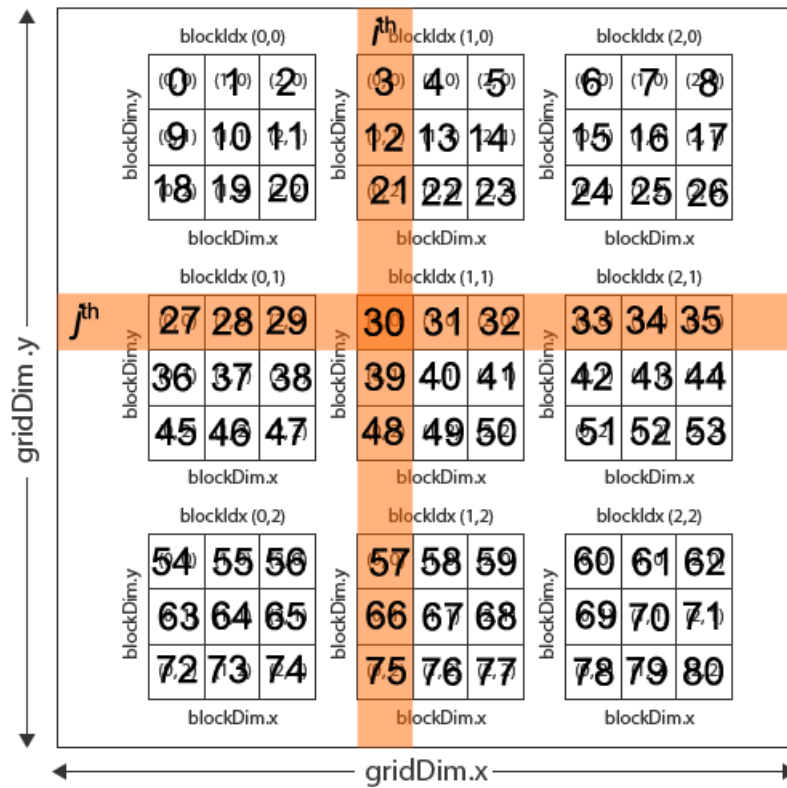 ith
blockIdx (0,0) blockIdx (1,0) blockIdx (2,0)
blockDim.y 0 1 2 blockDim.y 3 4 5 blockDim.y 6 7 8
9 10 11 12 13 14 15 16 17
18 19 20 21 22 23 24 25 26
blockDim.x blockDim.x blockDim.x
blockIdx (0,1) blockIdx (1,1) blockIdx (2,1)
jth 27 28 29 30 31 32 33 34 35
blockDim.y 36 37 38 blockDim.y 39 40 41 blockDim.y 42 43 44
45 46 47 48 49 50 51 52 53
blockDim.x blockDim.x blockDim.x
gridDim.y
blockIdx (0,2) blockIdx (1,2) blockIdx (2,2)
blockDim.y 54 55 56 blockDim.y 57 58 59 blockDim.y 60 61 62
63 64 65 66 67 68 69 70 71
72 73 74 75 76 77 78 79 80
blockDim.x blockDim.x blockDim.x
gridDim.x